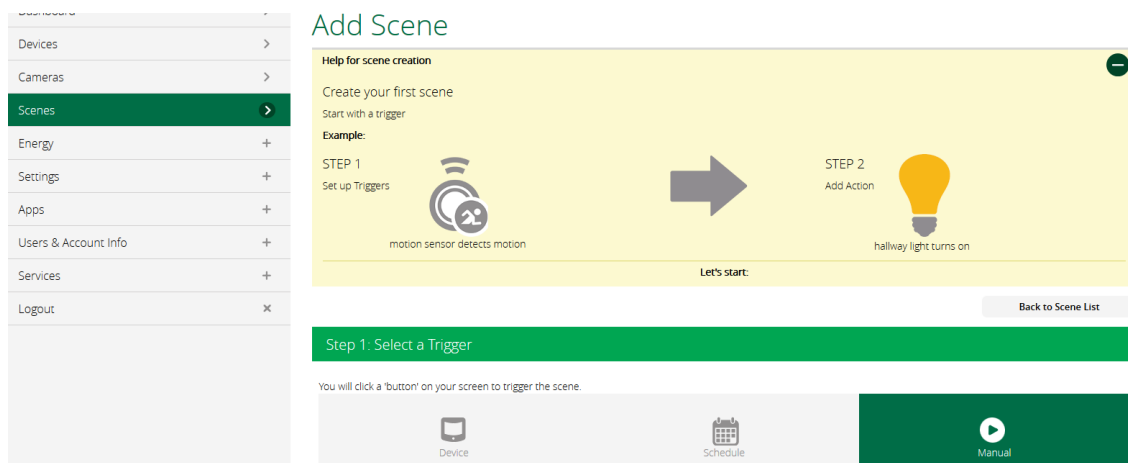 Dashboard
Devices
Cameras
Scenes
Energy
Settings
Apps
Users & Account Info
Services
Logout
Add Scene
Help for scene creation
Create your first scene
Start with a trigger
Example:
STEP 1
Set up Triggers
motion sensor detects motion
STEP 2
Add Action
hallway light turns on
Let's start:
Back to Scene List
Step 1: Select a Trigger
You will click a 'button' on your screen to trigger the scene.
Device
Schedule
Manual